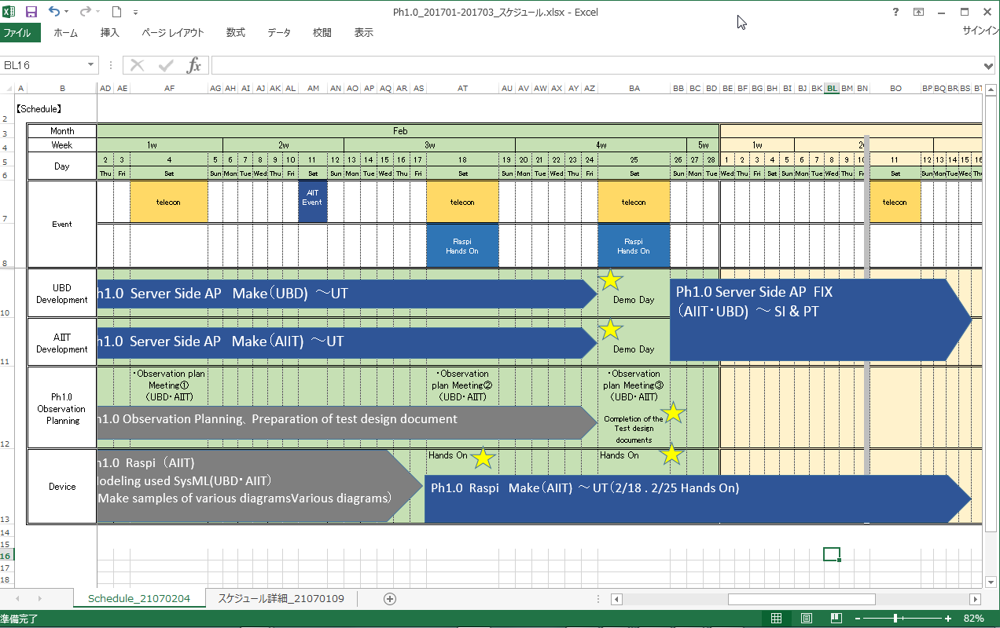 Ph1.0_201701-201703_スケジュール.xlsx - Excel
?
ファイル ホーム 挿入 ページ レイアウト 数式 データ 校閲 表示 サインイン
BL16 fx
A B AD AE AF AG AH AI AJ AK AL AM AN AO AP AQ AR AS AT AU AV AW AX AY AZ BA BB BC BD BE BF BG BH BI BJ BK BL BM BN BO BP BQ BR BS BT
2 【Schedule】
3 Month Feb
4 Week 1w 2w 3w 4w 5w 1w
5 Day 2 3 4 5 6 7 8 9 10 11 12 13 14 15 16 17 18 19 20 21 22 23 24 25 26 27 28 1 2 3 4 5 6 7 8 9 10 11 12 13 14 15 16
6 Thu Fri Sat Sun Mon Tue Wed Thu Fri Sat Sun Mon Tue Wed Thu Fri Sat Sun Mon Tue Wed Thu Fri Sat Sun Mon Tue Wed Thu Fri Sat Sun Mon Tue Wed Thu Sat Sun Mon Tue Wed
7 Event telecon AIIT telecon telecon telecon
Event
8 Raspi Raspi
Hands On Hands On
10 UBD
Development
h1.0 Server Side AP Make（UBD） ～UT
Demo Day
Ph1.0 Server Side AP FIX
（AIIT・UBD） ～ SI & PT
11 AIIT
Development
h1.0 Server Side AP Make（AIIT） ～UT
Demo Day
12 Ph1.0
Observation
Planning
・Observation plan
Meeting①
（UBD・AIIT）
・Observation
plan Meeting②
（UBD・AIIT）
・Observation
plan Meeting③
（UBD・AIIT）
h1.0 Observation Planning、Preparation of test design document
Completion of the
Test design
documents
13 Device
h1.0 Raspi （AIIT）
odeling used SysML(UBD・AIIT）
Make samples of various diagramsVarious diagrams）
Hands On
Hands On
Ph1.0 Raspi Make（AIIT） ～UT（2/18 . 2/25 Hands On）
14
15
16
17
18
Schedule_21070204 スケジュール詳細_21070109
準備完了 82%